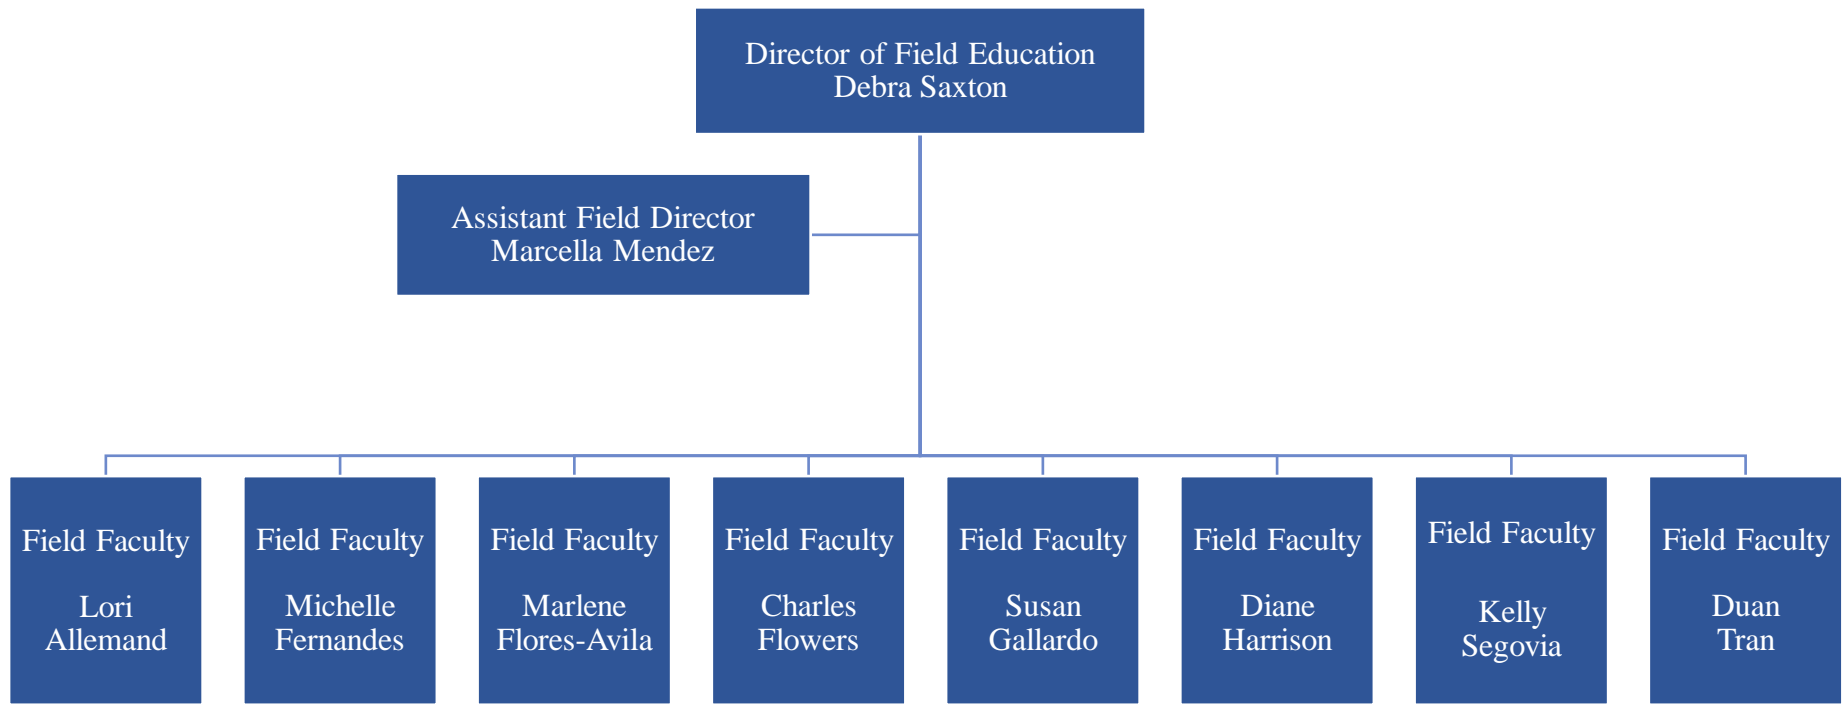 Director of Field Education
Debra Saxton
Assistant Field Director
Marcella Mendez
Field Faculty
Lori
Allemand
Field Faculty
Michelle
Fernandes
Field Faculty
Marlene
Flores-Avila
Field Faculty
Charles
Flowers
Field Faculty
Susan
Gallardo
Field Faculty
Diane
Harrison
Field Faculty
Kelly
Segovia
Field Faculty
Duan
Tran